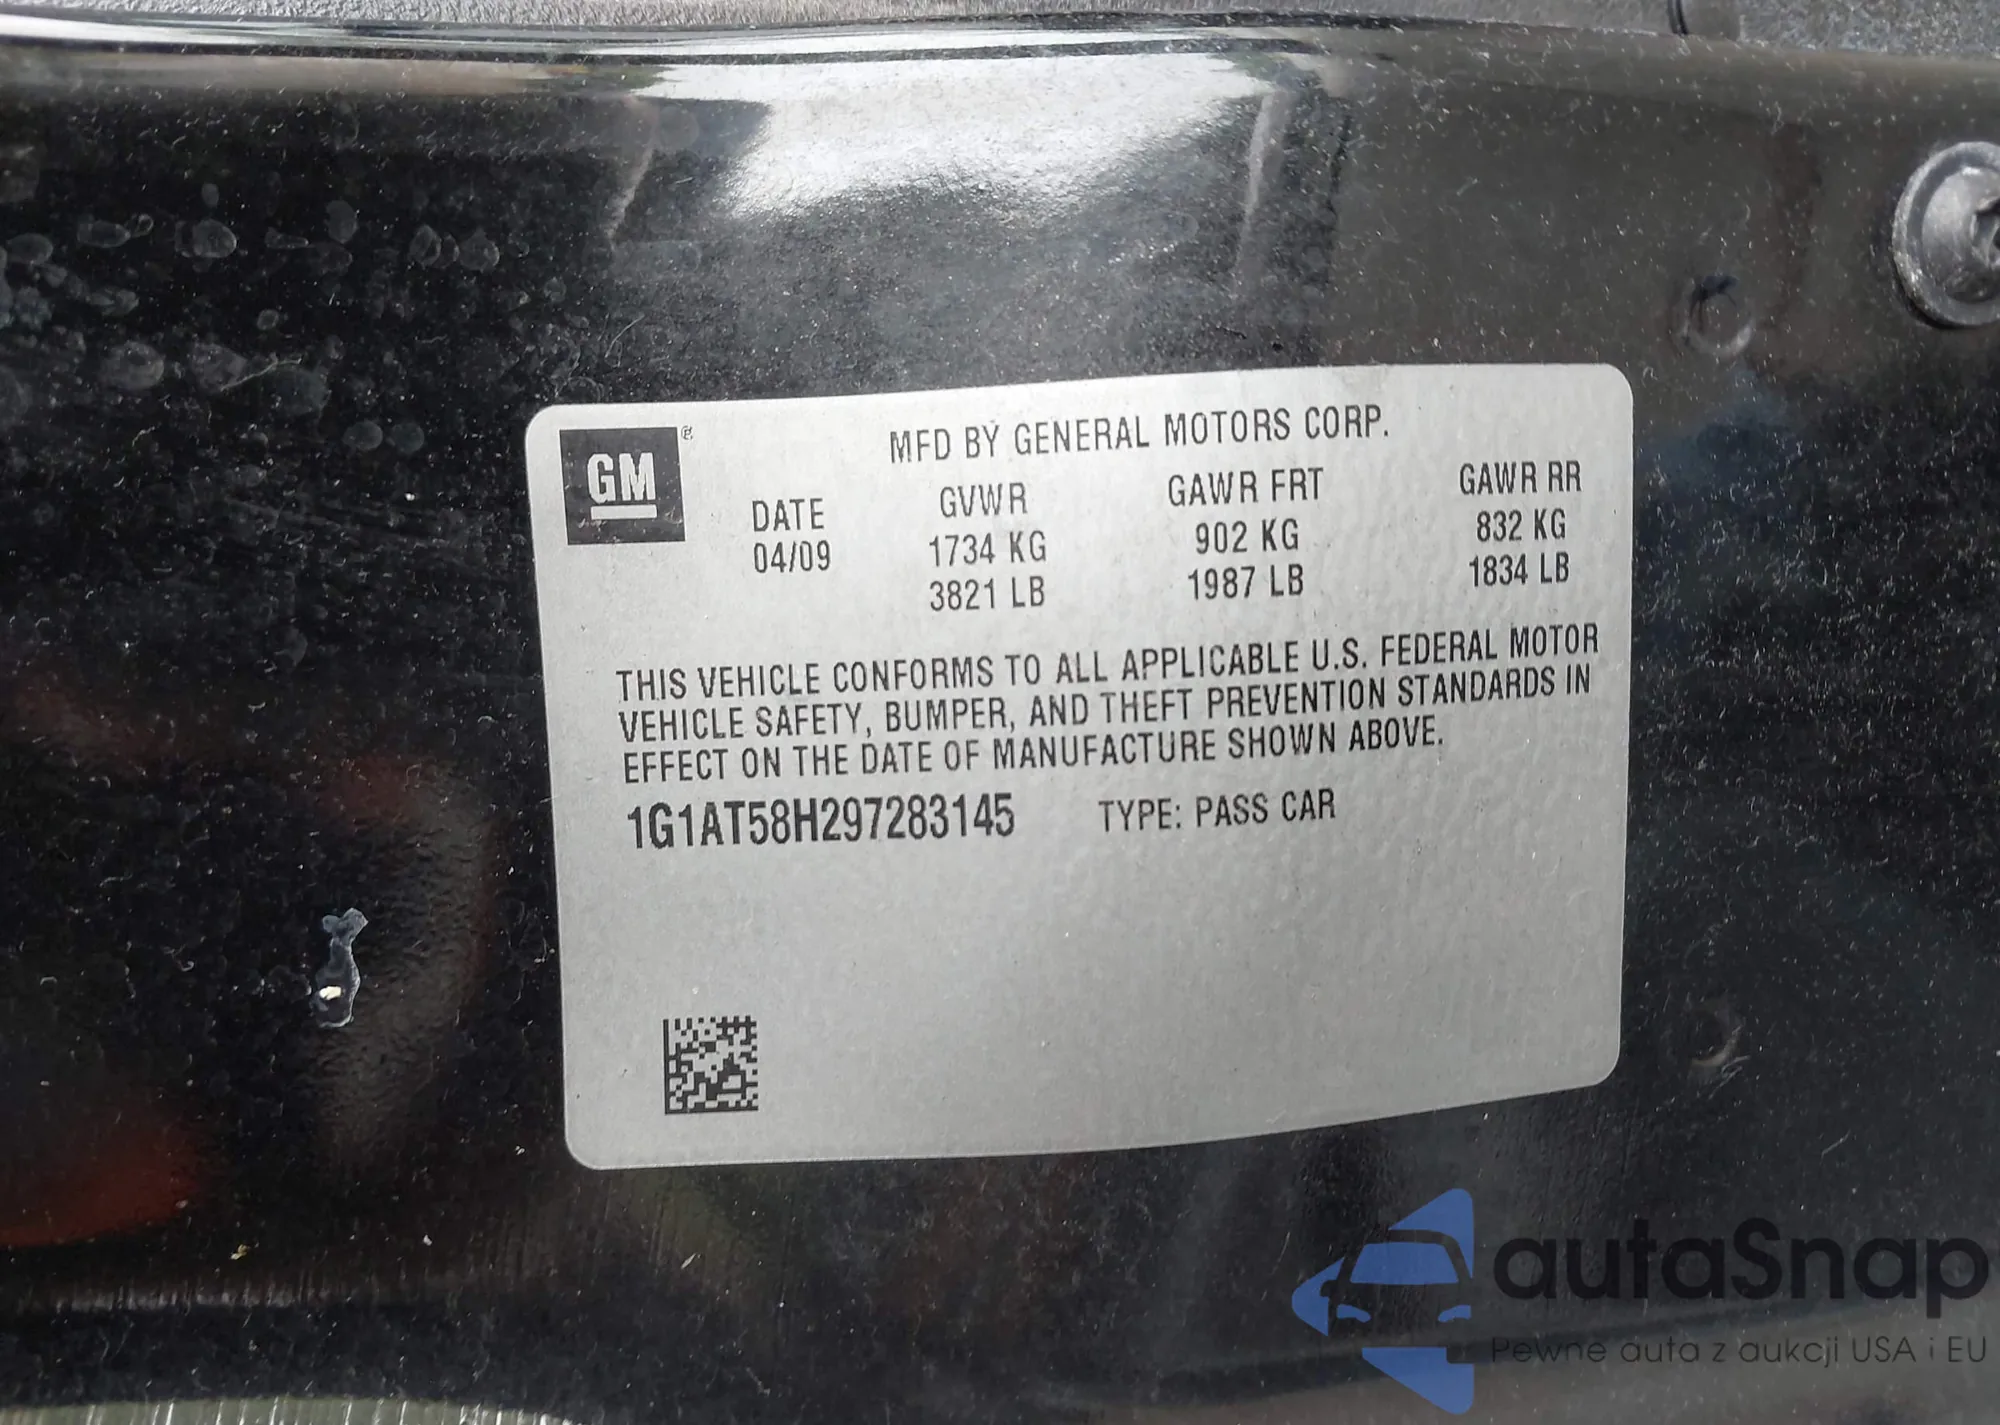 GM
MFD BY GENERAL MOTORS CORP.
DATE GVWR GAWR FRT GAWR RR
04/09 1734 KG 902 KG 832 KG
3821 LB 1987 LB 1834 LB
THIS VEHICLE CONFORMS TO ALL APPLICABLE U.S. FEDERAL MOTOR
VEHICLE SAFETY, BUMPER, AND THEFT PREVENTION STANDARDS IN
EFFECT ON THE DATE OF MANUFACTURE SHOWN ABOVE.
1G1AT58H297283145 TYPE: PASS CAR
autaSnap
Pewne auta z aukcji USA i EU